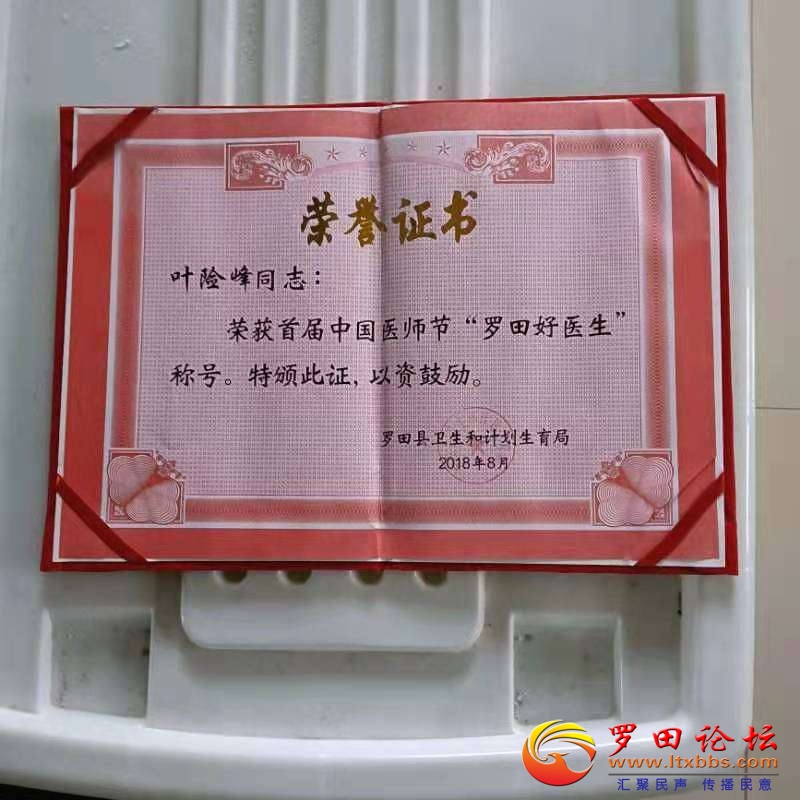 荣誉证书
叶险峰同志：
荣获首届中国医师节“罗田好医生”
称号。特颁此证，以资鼓励。
罗田县卫生和计划生育局
2018年8月
罗田论坛
www.ltxbbs.com
汇聚民声 传播民意